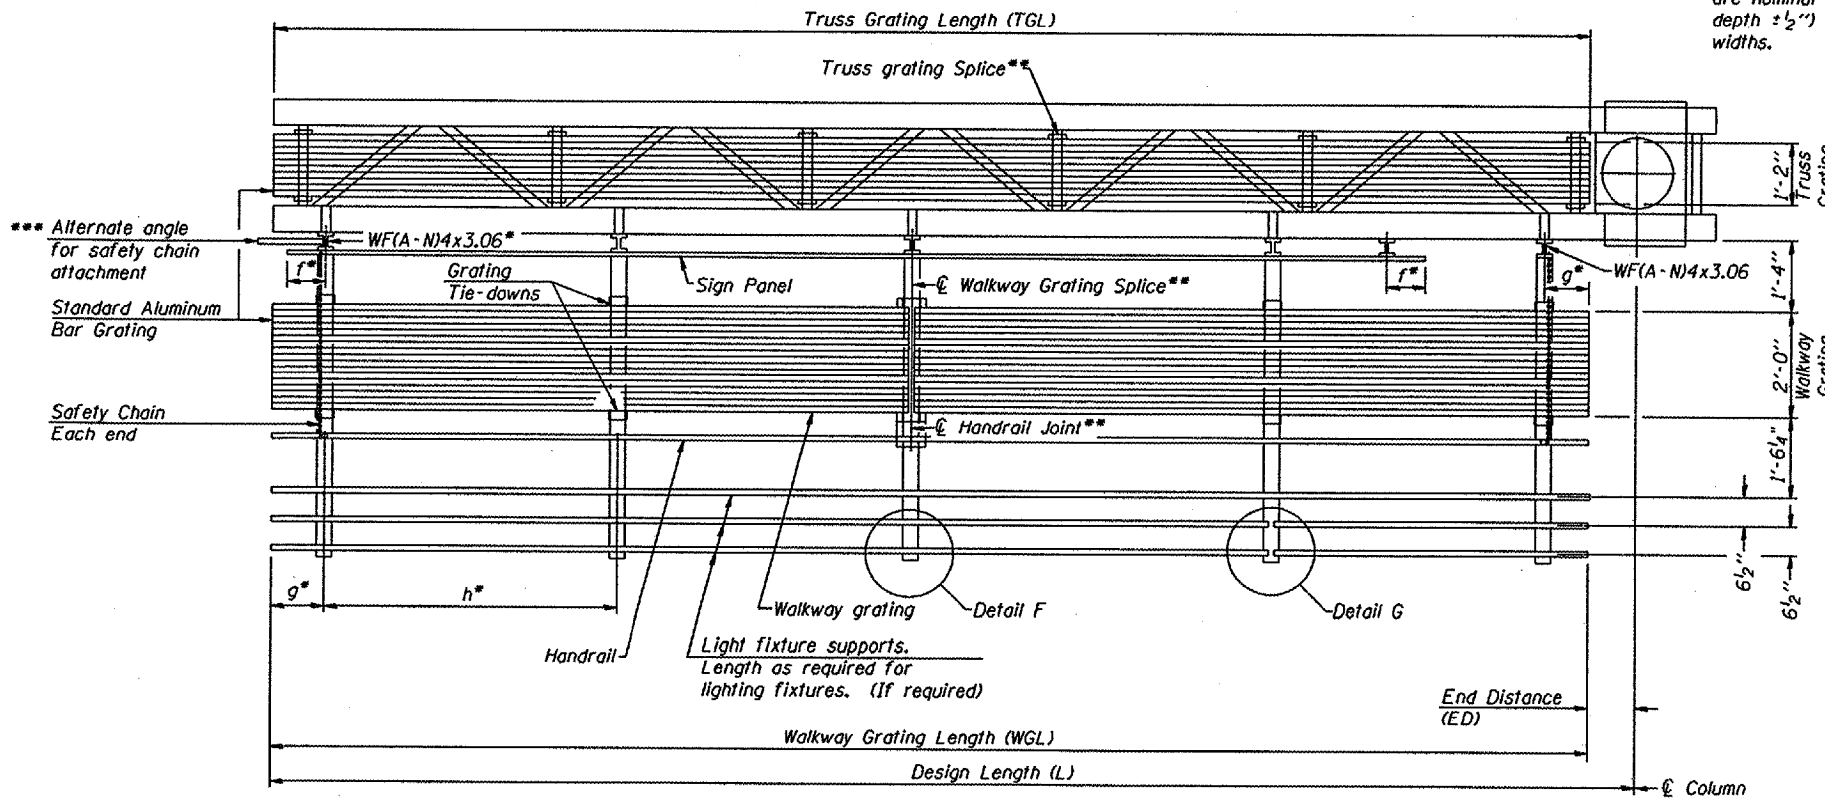 are nominal
depth ±½")
widths.
Truss Grating Length (TGL)
Truss grating Splice**
1'-2"
Truss
Grating
*** Alternate angle
for safety chain
attachment
WF(A-N)4x3.06*
f*
Grating
Tie-downs
Sign Panel
℄ Walkway Grating Splice**
f*
WF(A-N)4x3.06
g*
1'-4"
Standard Aluminum
Bar Grating
2'-0"
Walkway
Grating
Safety Chain
Each end
℄ Handrail Joint**
1'-6¼"
6½"
6½"
g*
h*
Walkway grating
Detail F
Detail G
Handrail
Light fixture supports.
Length as required for
lighting fixtures. (If required)
End Distance
(ED)
Walkway Grating Length (WGL)
Design Length (L)
℄ Column